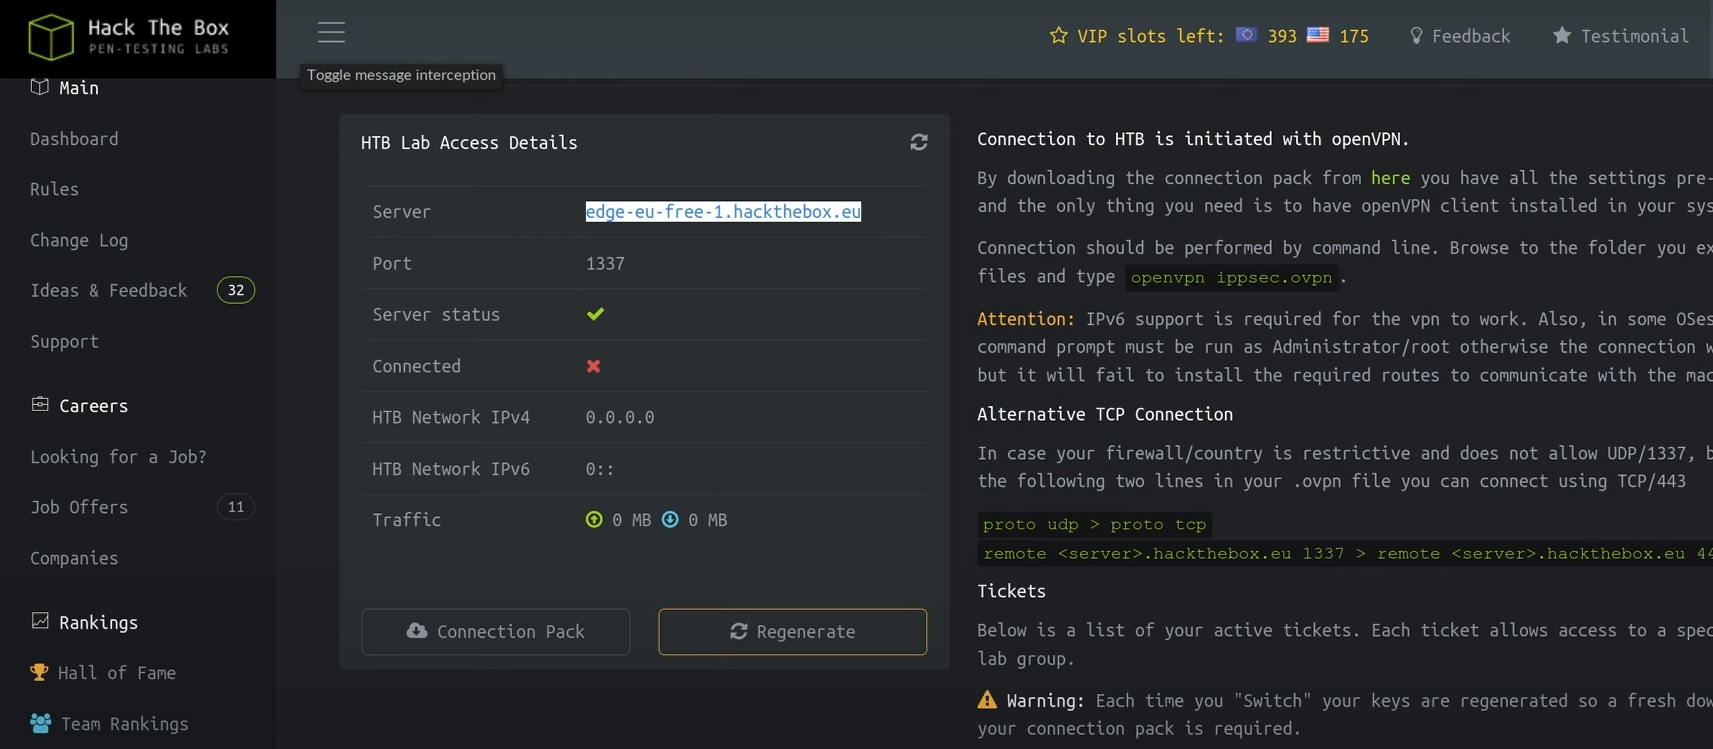 Hack The Box
PEN-TESTING LABS
VIP slots left: 393 175
Feedback
Testimonial
Toggle message interception
Main
Dashboard
Rules
Change Log
Ideas & Feedback 32
Support
Careers
Looking for a Job?
Job Offers 11
Companies
Rankings
Hall of Fame
Team Rankings
HTB Lab Access Details
Server edge-eu-free-1.hackthebox.eu
Port 1337
Server status
Connected
HTB Network IPv4 0.0.0.0
HTB Network IPv6 0::
Traffic 0 MB 0 MB
Connection Pack
Regenerate
Connection to HTB is initiated with openVPN.
By downloading the connection pack from here you have all the settings pre-
and the only thing you need is to have openVPN client installed in your sys
Connection should be performed by command line. Browse to the folder you ex
files and type openvpn ippsec.ovpn.
Attention: IPv6 support is required for the vpn to work. Also, in some OSes
command prompt must be run as Administrator/root otherwise the connection w
but it will fail to install the required routes to communicate with the mac
Alternative TCP Connection
In case your firewall/country is restrictive and does not allow UDP/1337, b
the following two lines in your .ovpn file you can connect using TCP/443
proto udp > proto tcp
remote <server>.hackthebox.eu 1337 > remote <server>.hackthebox.eu 44
Tickets
Below is a list of your active tickets. Each ticket allows access to a spec
lab group.
Warning: Each time you "Switch" your keys are regenerated so a fresh dow
your connection pack is required.